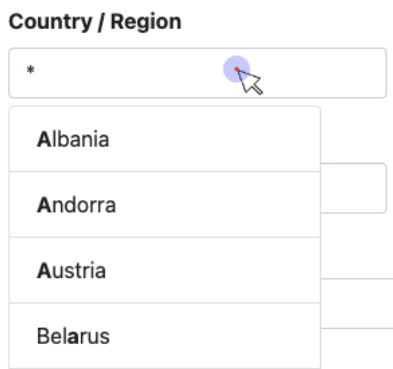 Country / Region
*
Albania
Andorra
Austria
Belarus